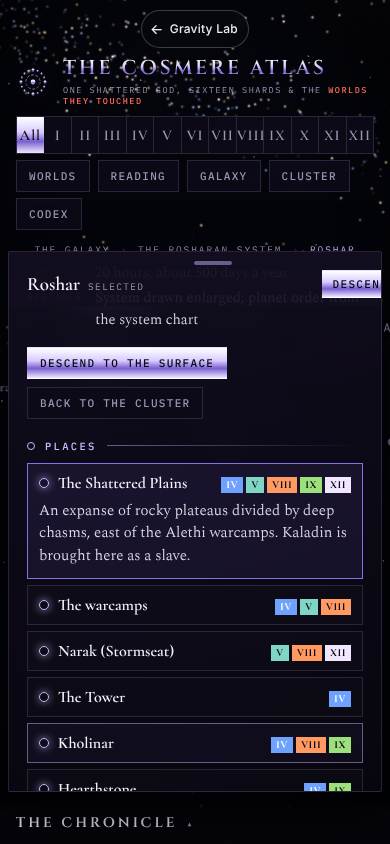 ← Gravity Lab
THE COSMERE ATLAS
ONE SHATTERED GOD, SIXTEEN SHARDS & THE WORLDS
THEY TOUCHED
All I II III IV V VI VII VIII IX X XI XII
WORLDS READING GALAXY CLUSTER
CODEX
THE GALAXY · THE ROSHARAN SYSTEM · ROSHAR
20 hours; about 500 days a year
Roshar SELECTED DESCEN
System drawn enlarged; planet order from
the system chart
DESCEND TO THE SURFACE
BACK TO THE CLUSTER
PLACES
The Shattered Plains IV V VIII IX XII
An expanse of rocky plateaus divided by deep
chasms, east of the Alethi warcamps. Kaladin is
brought here as a slave.
The warcamps IV V VIII
Narak (Stormseat) V VIII XII
The Tower IV
Kholinar IV VIII IX
Hearthstone IV IX
THE CHRONICLE